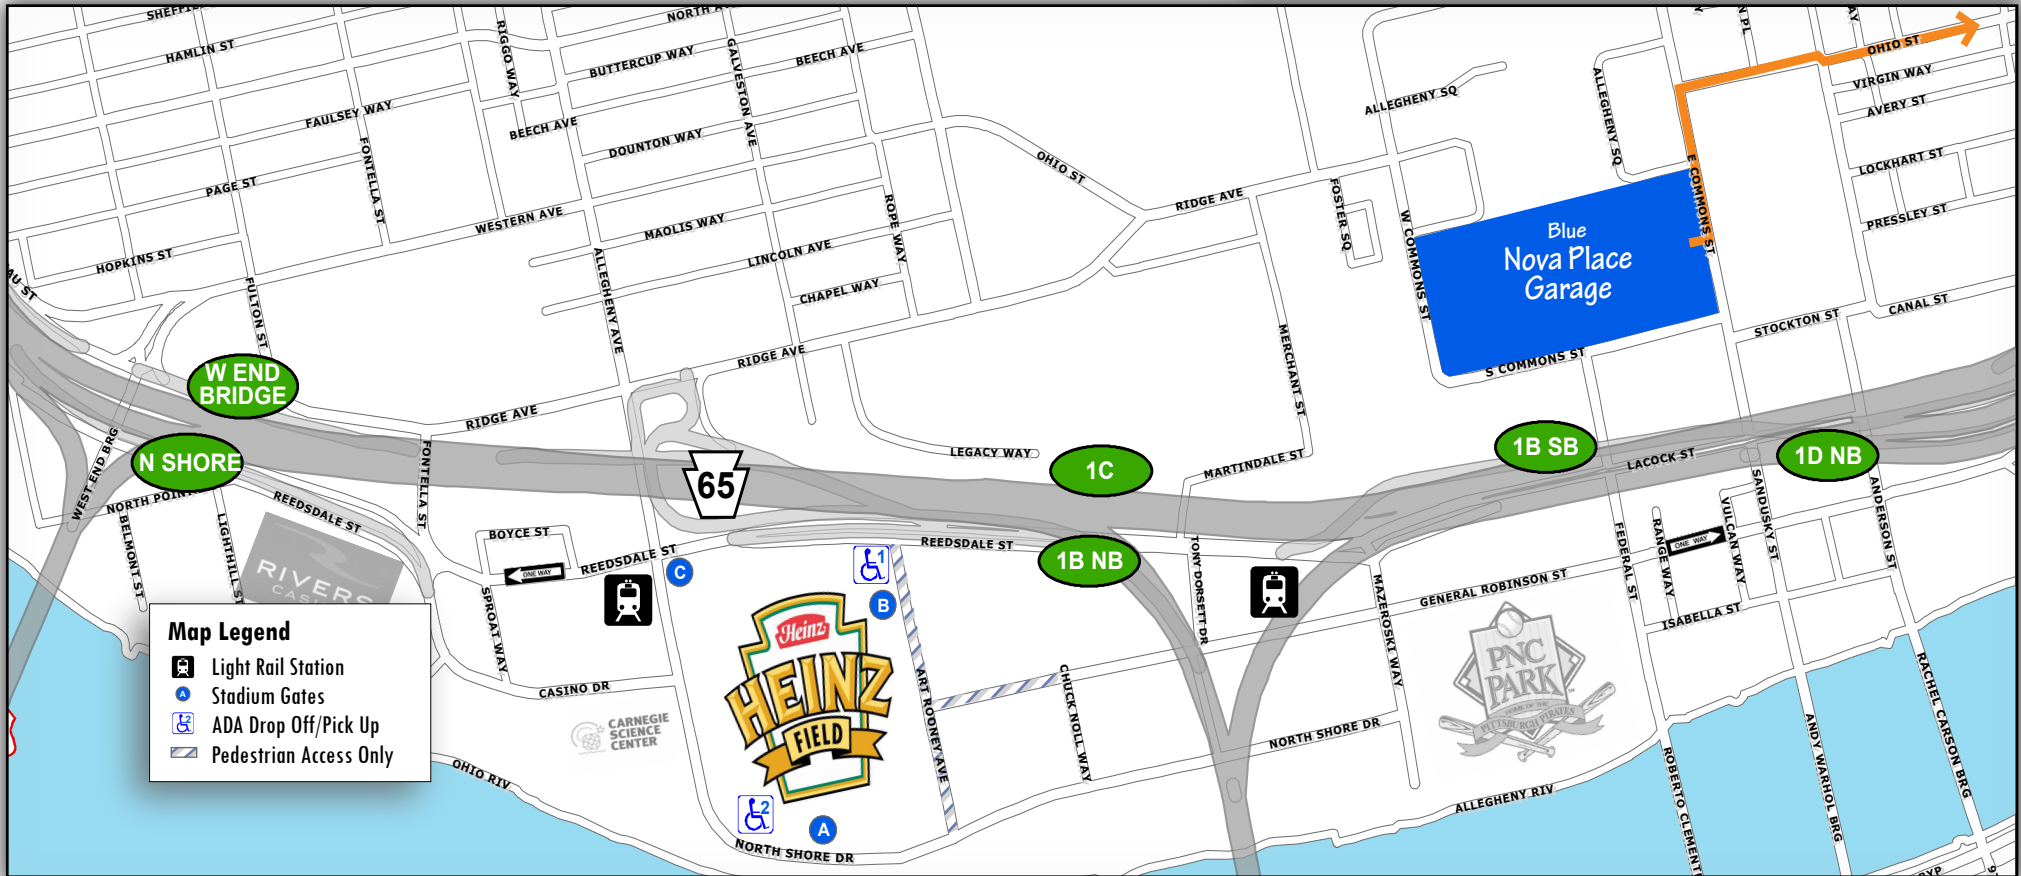 HAMLIN ST
RIGGO WAY
BUTTERCUP WAY
GALVESTON AVE
BEECH AVE
FAULSEY WAY
BEECH AVE
DOUNTON WAY
FONTELLA ST
PAGE ST
WESTERN AVE
MAOLIS WAY
ROPE WAY
OHIO ST
RIDGE AVE
HOPKINS ST
LINCOLN AVE
CHAPEL WAY
ALLEGHENY AVE
FULTON ST
RIDGE AVE
RIDGE AVE
ALLEGHENY SQ
ALLEGHENY SQ
OHIO ST
VIRGIN WAY
AVERY ST
LOCKHART ST
PRESSLEY ST
E COMMONS ST
FOSTER SQ
W COMMONS ST
Blue
Nova Place
Garage
CANAL ST
STOCKTON ST
S COMMONS ST
MERCHANT ST
W END
BRIDGE
N SHORE
WEST END BRG
BELMONT ST
LIGHTHILL ST
REEDSDALE ST
FONTELLA ST
65
LEGACY WAY
1C
MARTINDALE ST
1B SB
LACOCK ST
1D NB
BOYCE ST
ONE WAY
REEDSDALE ST
C
REEDSDALE ST
1B NB
TONY DORSETT DR
SPROAT WAY
CASINO DR
RIVERS
1
B
Heinz
HEINZ
FIELD
2
A
CARNEGIE
SCIENCE
CENTER
ART ROONEY AVE
CHUCK NOLL WAY
NORTH SHORE DR
NORTH SHORE DR
MAZEROSKI WAY
GENERAL ROBINSON ST
FEDERAL ST
RANGE WAY
ONE WAY
VULCAN WAY
SANDUSKY ST
ANDERSON ST
ISABELLA ST
PNC
PARK
HOME OF THE
PITTSBURGH PIRATES
ALLEGHENY RIV
OHIO RIV
ANDY WARHOL BRG
RACHEL CARSON BRG
Map Legend
Light Rail Station
A
Stadium Gates
2
ADA Drop Off/Pick Up
Pedestrian Access Only